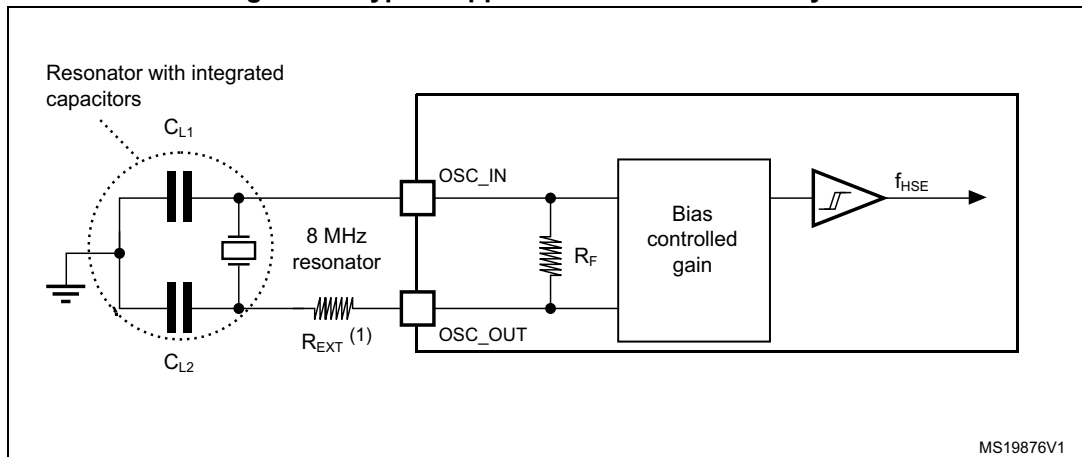 Resonator with integrated
capacitors
CL1
OSC_IN
fHSE
8 MHz
resonator
RF
Bias
controlled
gain
REXT (1)
OSC_OUT
CL2
MS19876V1